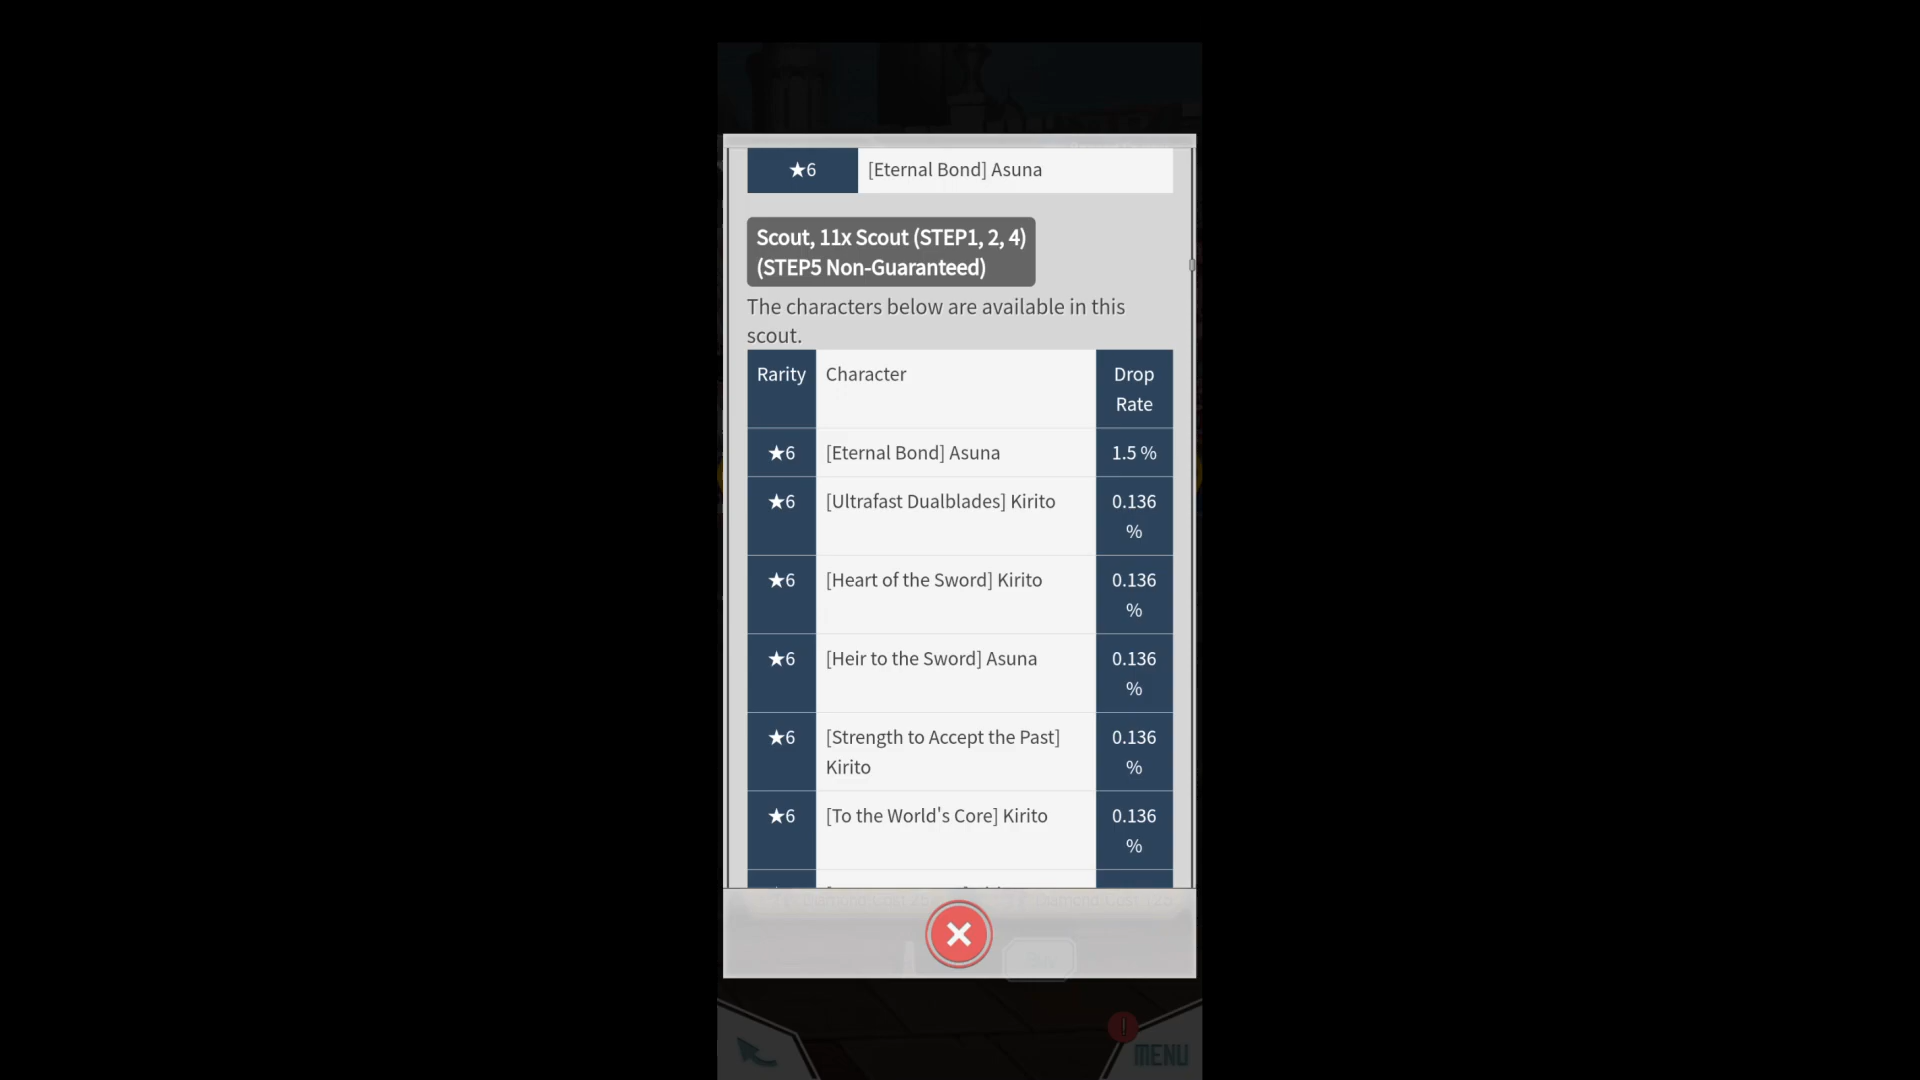 ★6 [Eternal Bond] Asuna
Scout, 11x Scout (STEP1, 2, 4)
(STEP5 Non-Guaranteed)
The characters below are available in this
scout.
Rarity Character Drop
Rate
★6 [Eternal Bond] Asuna 1.5 %
★6 [Ultrafast Dualblades] Kirito 0.136
%
★6 [Heart of the Sword] Kirito 0.136
%
★6 [Heir to the Sword] Asuna 0.136
%
★6 [Strength to Accept the Past] 0.136
Kirito %
★6 [To the World's Core] Kirito 0.136
%
MENU